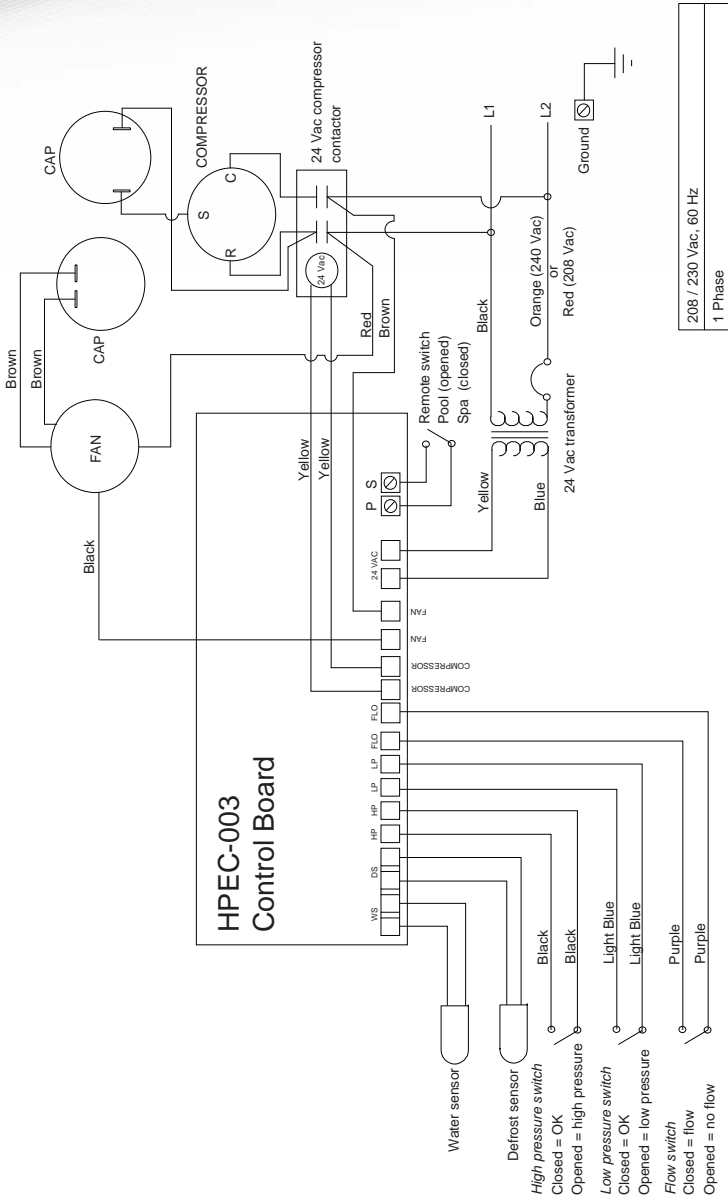 HPEC-003
Control Board
Water sensor
Defrost sensor
High pressure switch
Closed = OK
Opened = high pressure
Low pressure switch
Closed = OK
Opened = low pressure
Flow switch
Closed = flow
Opened = no flow
Black
Black
Light Blue
Light Blue
Purple
Purple
WS
DS
HP
HP
LP
LP
FLO
FLO
COMPRESSOR
COMPRESSOR
FAN
FAN
24 VAC
P
S
Yellow
Yellow
Black
FAN
Brown
Brown
CAP
CAP
COMPRESSOR
R
S
C
24 Vac
24 Vac compressor
contactor
Red
Brown
Remote switch
Pool (opened)
Spa (closed)
Yellow
Blue
24 Vac transformer
Black
Orange (240 Vac)
or
Red (208 Vac)
L1
L2
Ground
208 / 230 Vac, 60 Hz
1 Phase